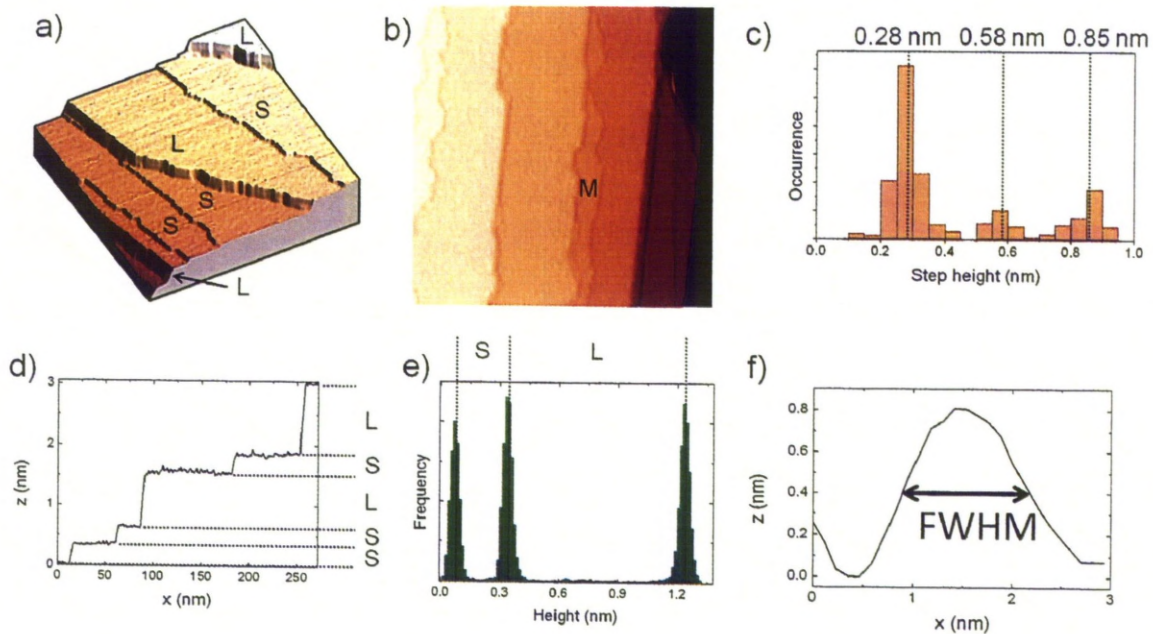 a)
L
S
L
S
S
L
b)
M
c)
0.28 nm 0.58 nm 0.85 nm
Occurrence
0.0 0.2 0.4 0.6 0.8 1.0
Step height (nm)
d)
3
2
1
0
z (nm)
0 50 100 150 200 250
x (nm)
L
S
L
S
S
e)
S L
Frequency
0.0 0.3 0.6 0.9 1.2
Height (nm)
f)
0.8
0.6
0.4
0.2
0.0
z (nm)
FWHM
0 1 2 3
x (nm)